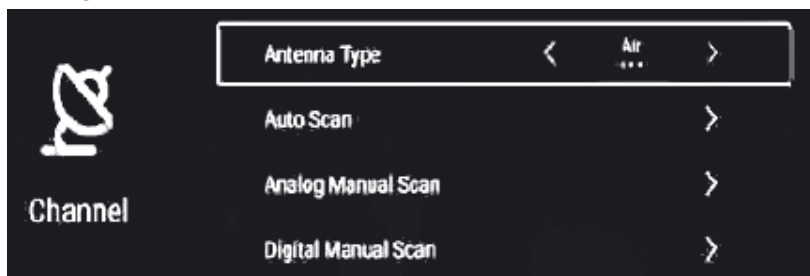 Antenna Type
Air
Auto Scan
Analog Manual Scan
Channel
Digital Manual Scan